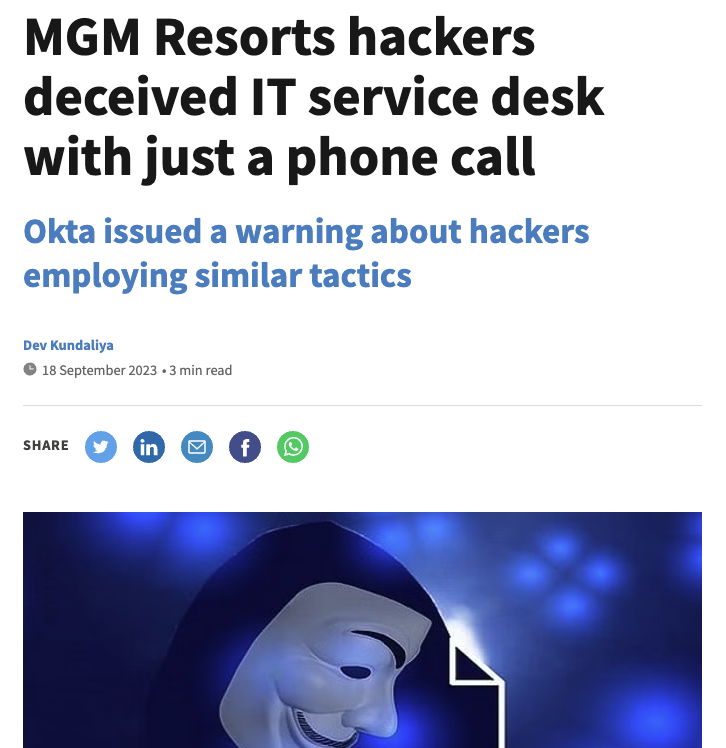 MGM Resorts hackers
deceived IT service desk
with just a phone call
Okta issued a warning about hackers
employing similar tactics
Dev Kundaliya
18 September 2023 • 3 min read
SHARE
in
f